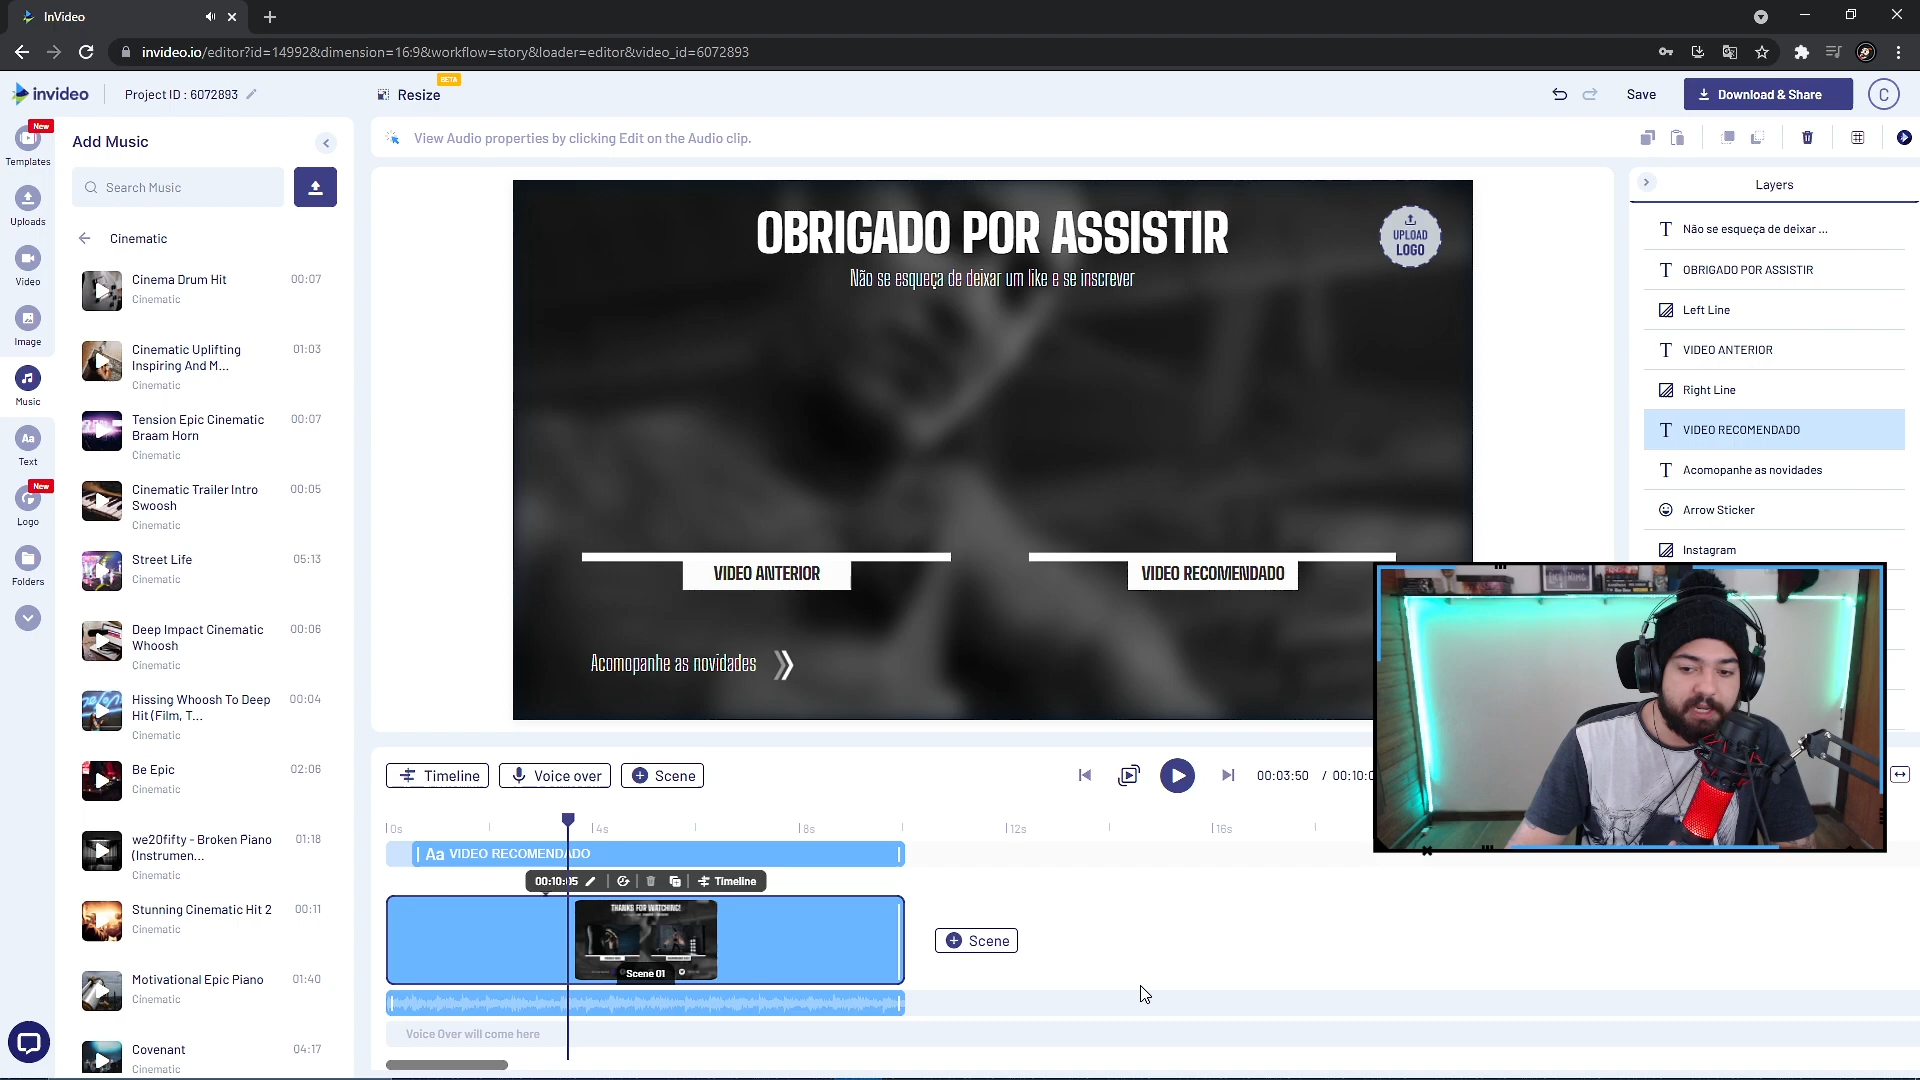 InVideo
invideo.io/editor?id=14992&dimension=16:9&workflow=story&loader=editor&video_id=6072893
invideo
Project ID : 6072893
Resize
BETA
Save
Download & Share
C
New
Templates
Uploads
Video
Image
Music
Text
Aa
New
Logo
Folders
Add Music
Search Music
Cinematic
Cinema Drum Hit 00:07
Cinematic
Cinematic Uplifting 01:03
Inspiring And M...
Cinematic
Tension Epic Cinematic 00:07
Braam Horn
Cinematic
Cinematic Trailer Intro 00:05
Swoosh
Cinematic
Street Life 05:13
Cinematic
Deep Impact Cinematic 00:06
Whoosh
Cinematic
Hissing Whoosh To Deep 00:04
Hit (Film, T...
Cinematic
Be Epic 02:06
Cinematic
we20fifty - Broken Piano 01:18
(Instrumen...
Cinematic
Stunning Cinematic Hit 2 00:11
Cinematic
Motivational Epic Piano 01:40
Cinematic
Covenant 04:17
Cinematic
View Audio properties by clicking Edit on the Audio clip.
OBRIGADO POR ASSISTIR
Não se esqueça de deixar um like e se inscrever
UPLOAD
LOGO
VIDEO ANTERIOR
VIDEO RECOMENDADO
Acomopanhe as novidades
Layers
Não se esqueça de deixar ...
OBRIGADO POR ASSISTIR
Left Line
VIDEO ANTERIOR
Right Line
VIDEO RECOMENDADO
Acomopanhe as novidades
Arrow Sticker
Instagram
Timeline
Voice over
Scene
00:03:50 / 00:10:0
0s 4s 8s 12s 16s
Aa VIDEO RECOMENDADO
00:10:05
Timeline
THANKS FOR WATCHING!
Scene 01
Scene
Voice Over will come here